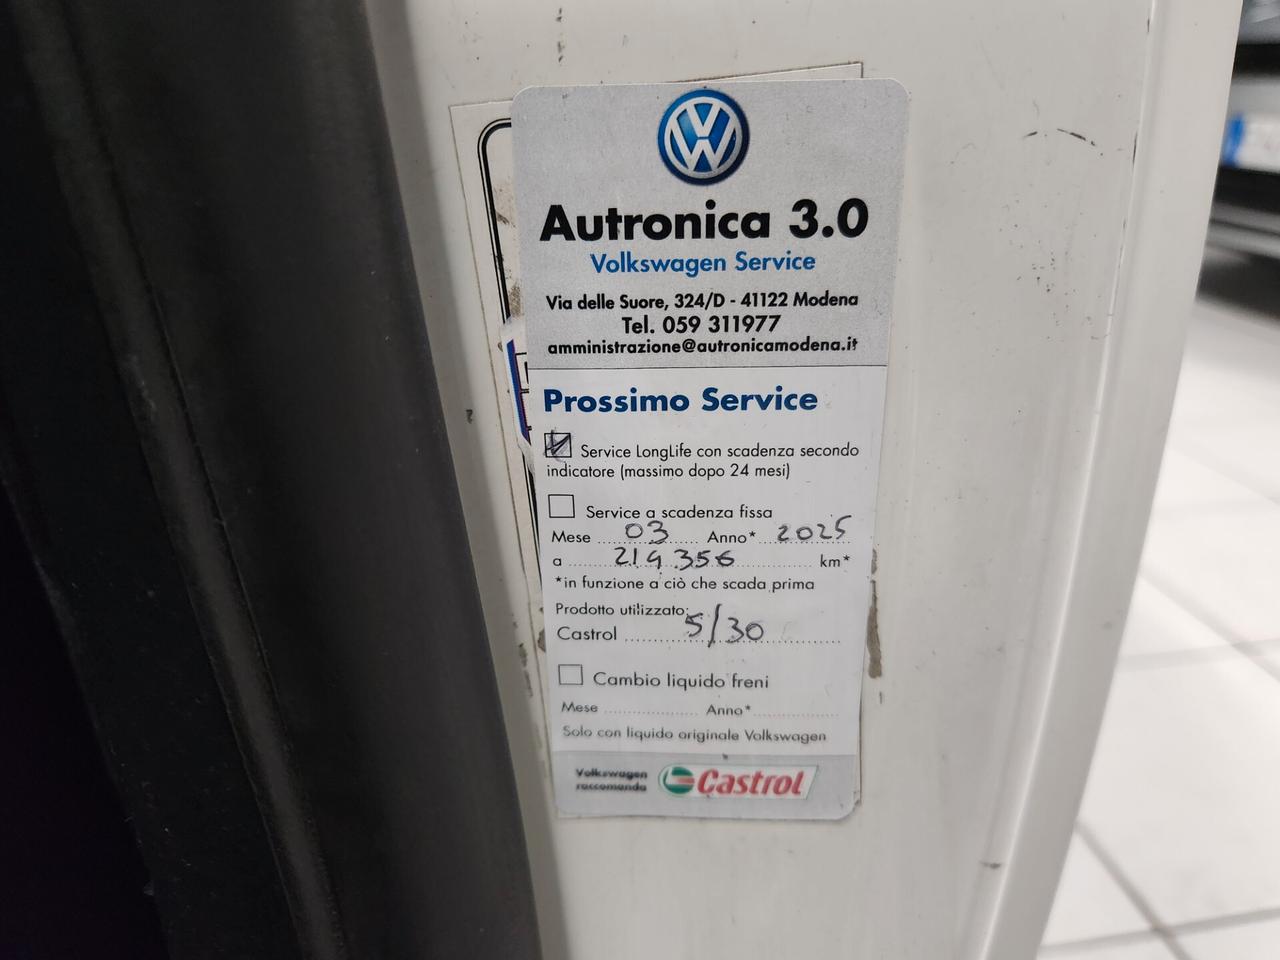 Autronica 3.0
Volkswagen Service
Via delle Suore, 324/D - 41122 Modena
Tel. 059 311977
amministrazione@autronicamodena.it
Prossimo Service
Service LongLife con scadenza secondo
indicatore (massimo dopo 24 mesi)
Service a scadenza fissa
Mese 03 Anno* 2025
a 219.356 km*
*in funzione a ciò che scada prima
Prodotto utilizzato:
Castrol 5/30
Cambio liquido freni
Mese Anno*
Solo con liquido originale Volkswagen
Volkswagen
raccomanda
Castrol